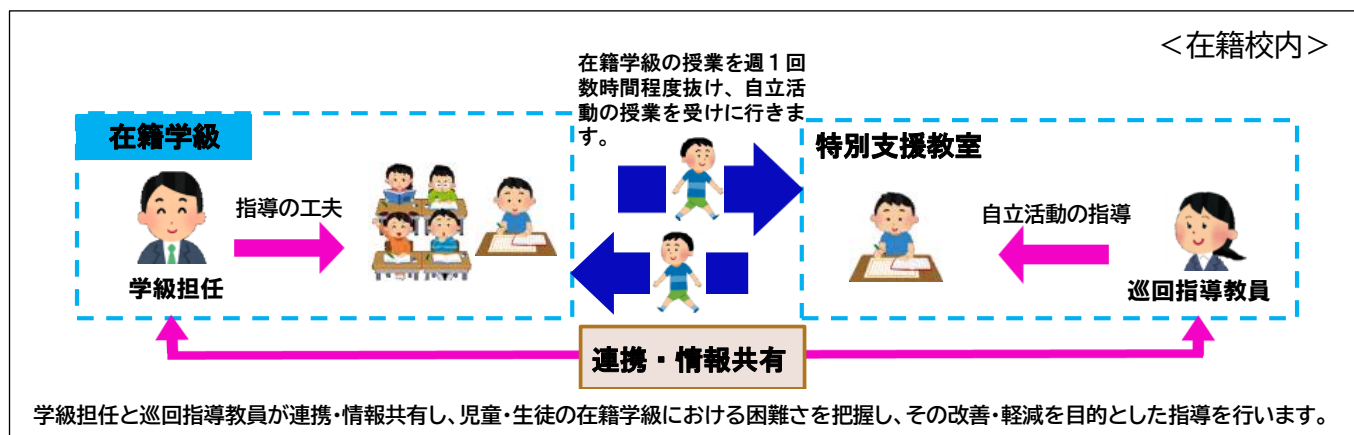 ＜在籍校内＞
在籍学級の授業を週１回
数時間程度抜け、自立活
動の授業を受けに行きま
す。
在籍学級
指導の工夫
学級担任
特別支援教室
自立活動の指導
巡回指導教員
連携・情報共有
学級担任と巡回指導教員が連携・情報共有し、児童・生徒の在籍学級における困難さを把握し、その改善・軽減を目的とした指導を行います。